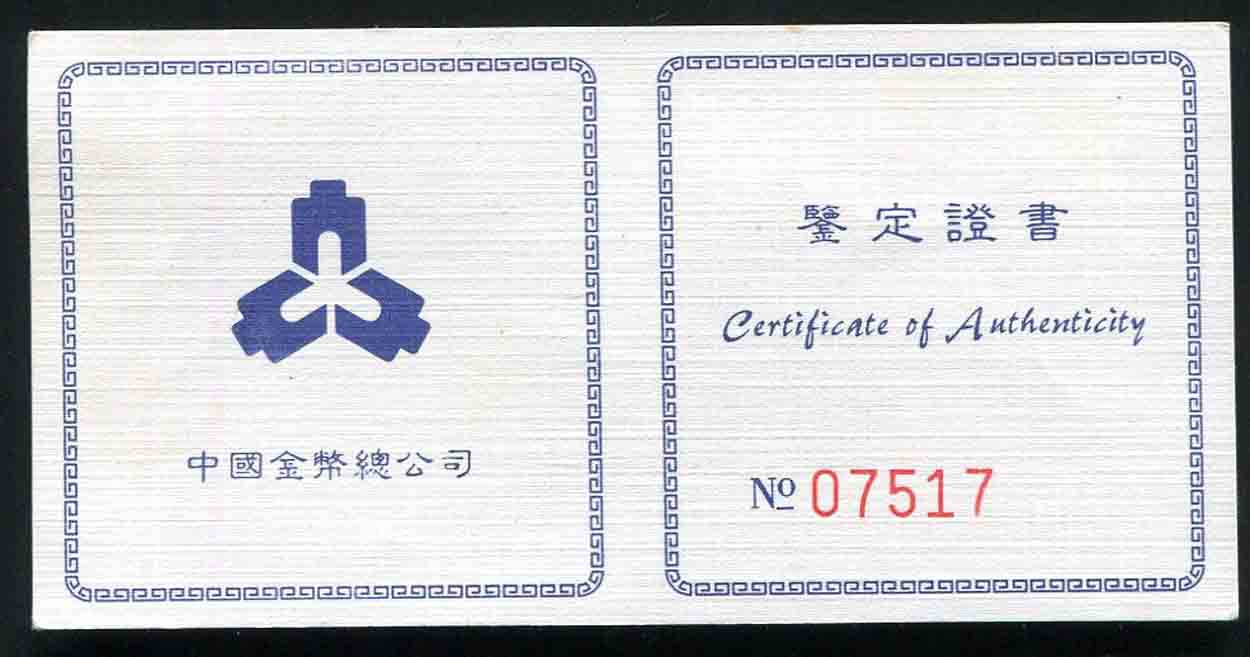 中國金幣總公司
鑒定證書
Certificate of Authenticity
Nº 07517